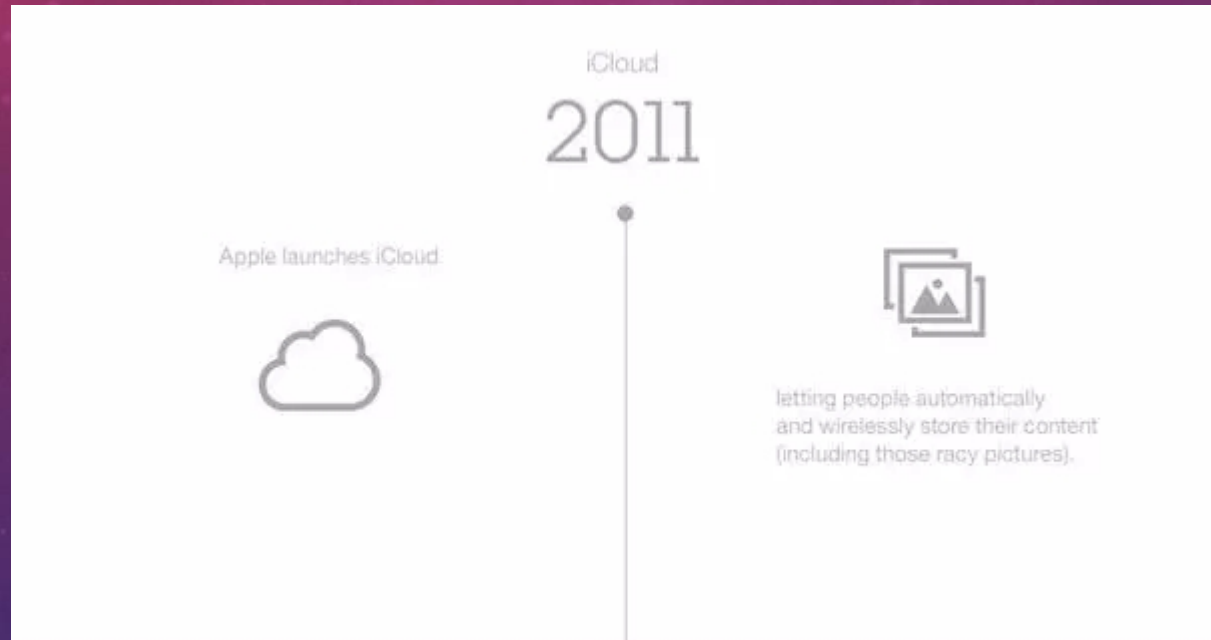 iCloud
2011
Apple launches iCloud
letting people automatically
and wirelessly store their content
(including those racy pictures).